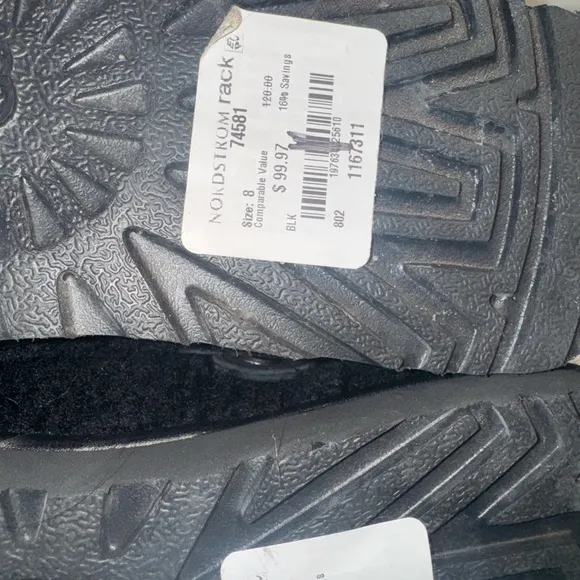 NORDSTROM rack
74581
Size: 8
Comparable Value 120.00
$ 99.97 16% Savings
BLK
802 1167311